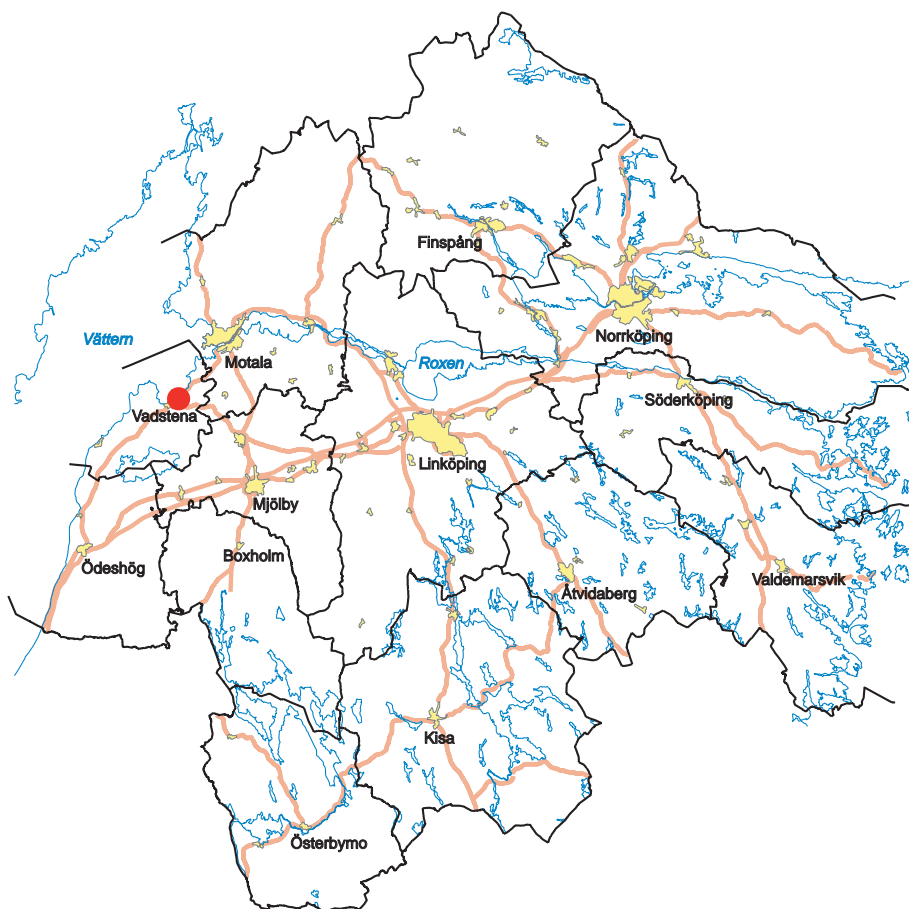 Finspång
Norrköping
Vättern
Motala
Roxen
Vadstena
Söderköping
Linköping
Mjölby
Boxholm
Ödeshög
Åtvidaberg
Valdemarsvik
Kisa
Österbymo